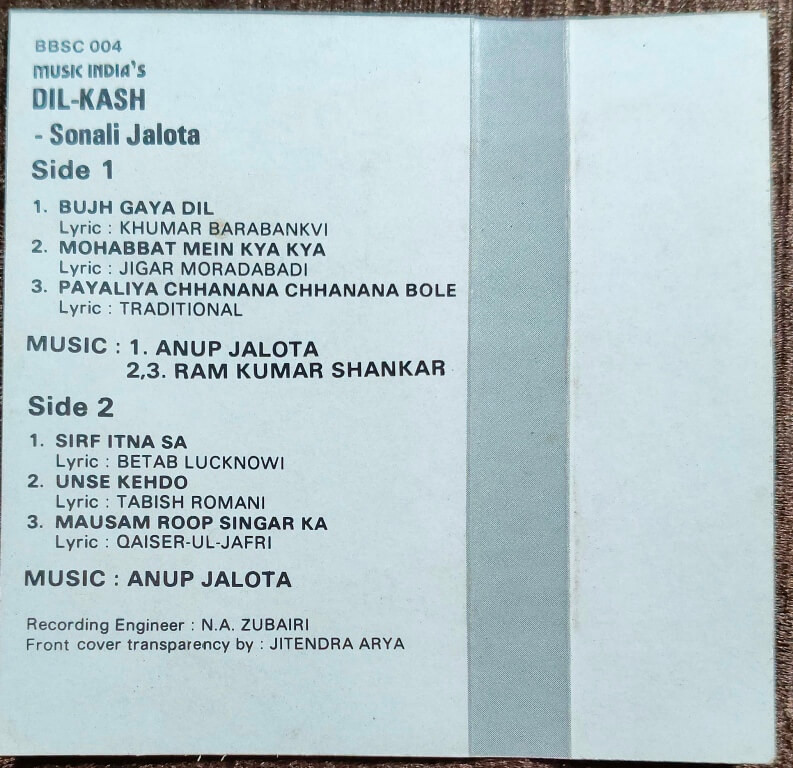 BBSC 004
MUSIC INDIA'S
DIL-KASH
- Sonali Jalota
Side 1
1. BUJH GAYA DIL
Lyric : KHUMAR BARABANKVI
2. MOHABBAT MEIN KYA KYA
Lyric : JIGAR MORADABADI
3. PAYALIYA CHHANANA CHHANANA BOLE
Lyric : TRADITIONAL
MUSIC : 1. ANUP JALOTA
2,3. RAM KUMAR SHANKAR
Side 2
1. SIRF ITNA SA
Lyric : BETAB LUCKNOWI
2. UNSE KEHDO
Lyric : TABISH ROMANI
3. MAUSAM ROOP SINGAR KA
Lyric : QAISER-UL-JAFRI
MUSIC : ANUP JALOTA
Recording Engineer : N.A. ZUBAIRI
Front cover transparency by : JITENDRA ARYA